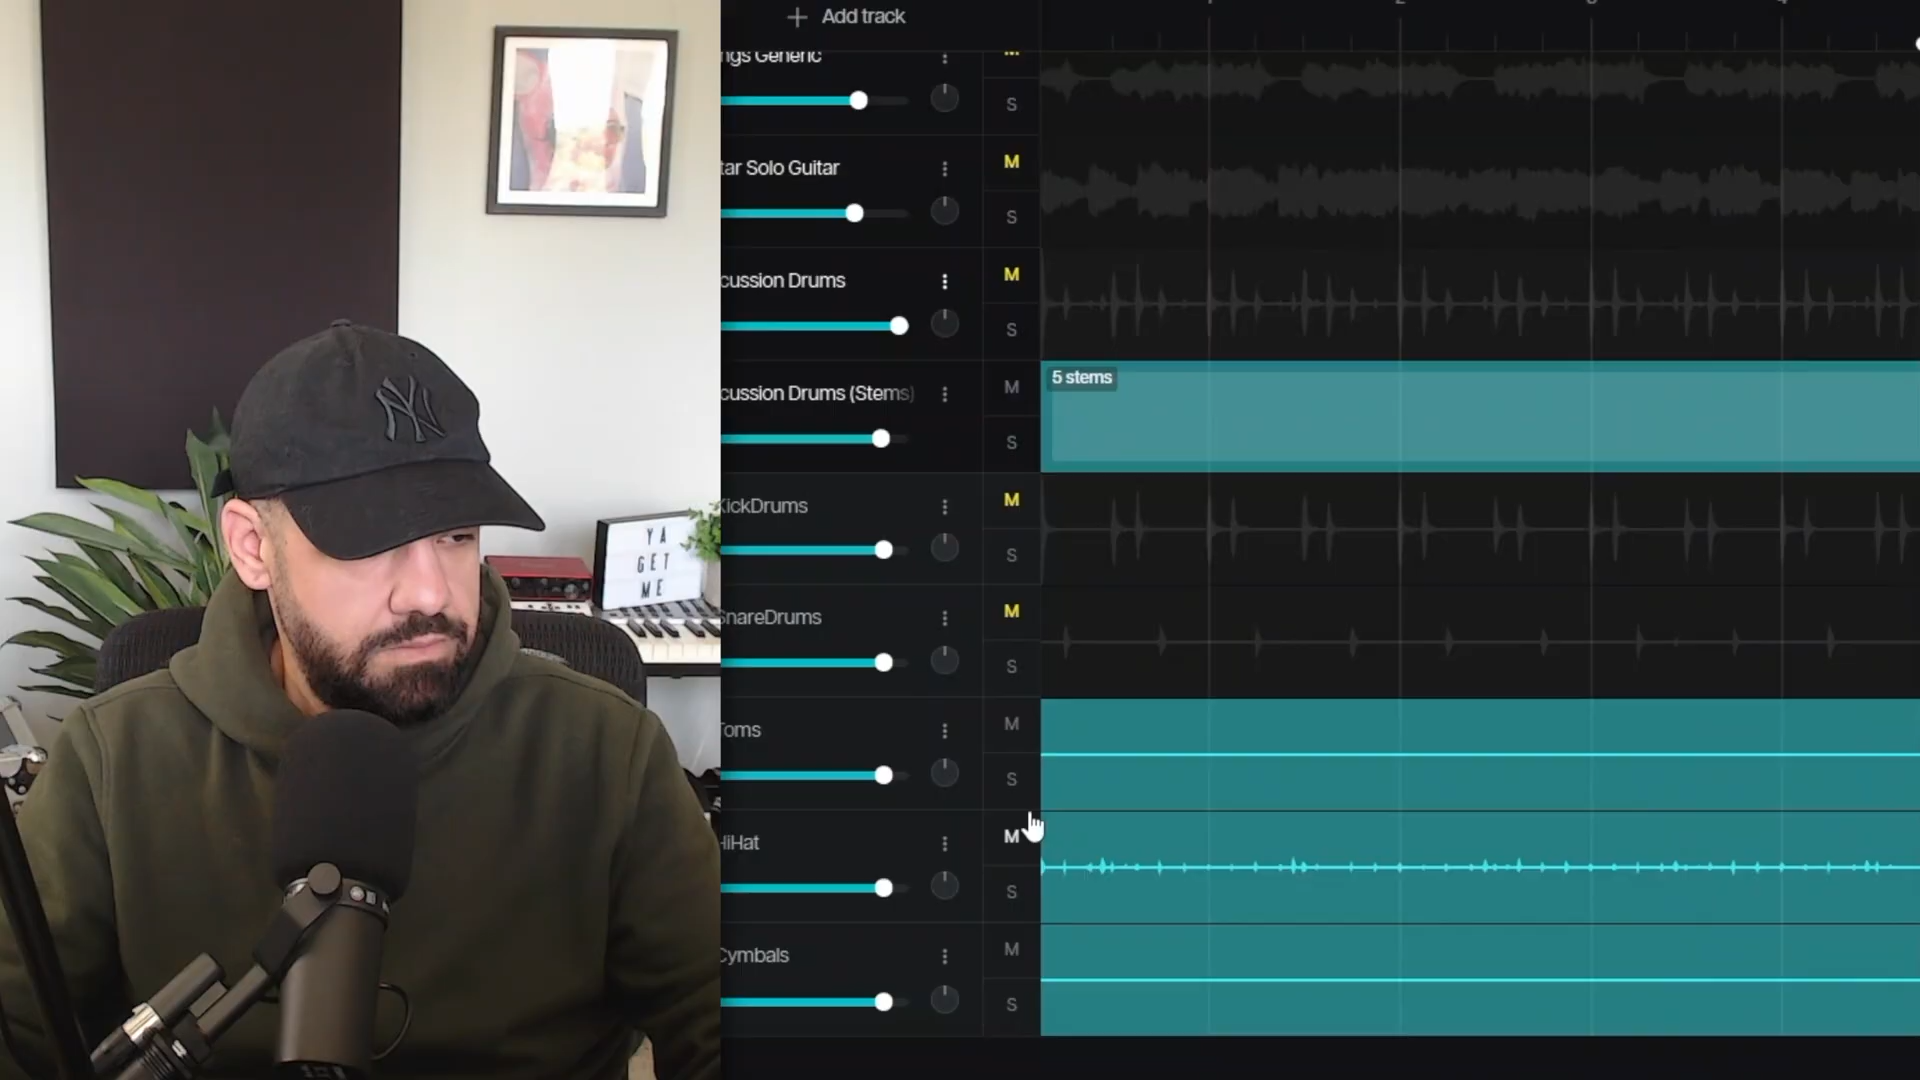 Add track
ngs Generic
S
tar Solo Guitar
M
S
cussion Drums
M
S
cussion Drums (Stems)
M
S
5 stems
KickDrums
M
S
SnareDrums
M
S
Toms
M
S
HiHat
M
S
Cymbals
M
S
NY
YA
GET
ME